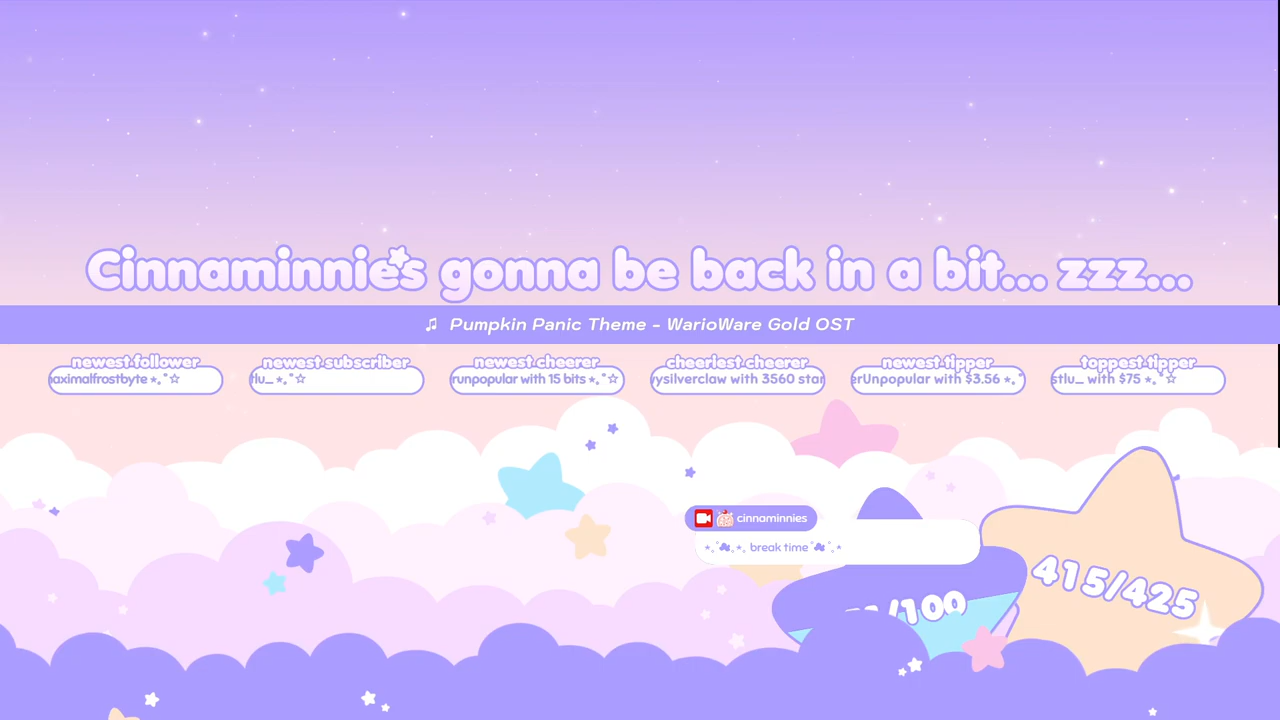 Cinnaminnies gonna be back in a bit... zzz...
♫ Pumpkin Panic Theme - WarioWare Gold OST
newest follower
newest subscriber
newest cheerer
cheeriest cheerer
newest tipper
toppest tipper
aximalfrostbyte ⋆｡˚☆
tlu_ ⋆｡˚☆
runpopular with 15 bits ⋆｡˚☆
ysilverclaw with 3560 star
erUnpopular with $3.56 ⋆｡˚
stlu_ with $75 ⋆｡˚☆
cinnaminnies
break time
/100
415/425